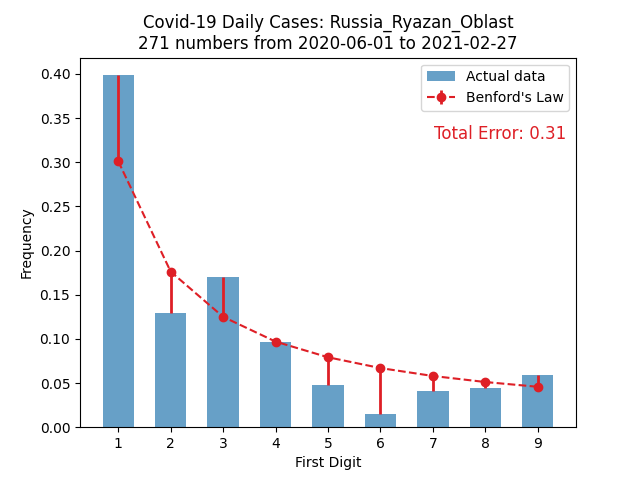 Covid-19 Daily Cases: Russia_Ryazan_Oblast
271 numbers from 2020-06-01 to 2021-02-27
Actual data
Benford's Law
Total Error: 0.31
Frequency
0.40
0.35
0.30
0.25
0.20
0.15
0.10
0.05
0.00
1 2 3 4 5 6 7 8 9
First Digit